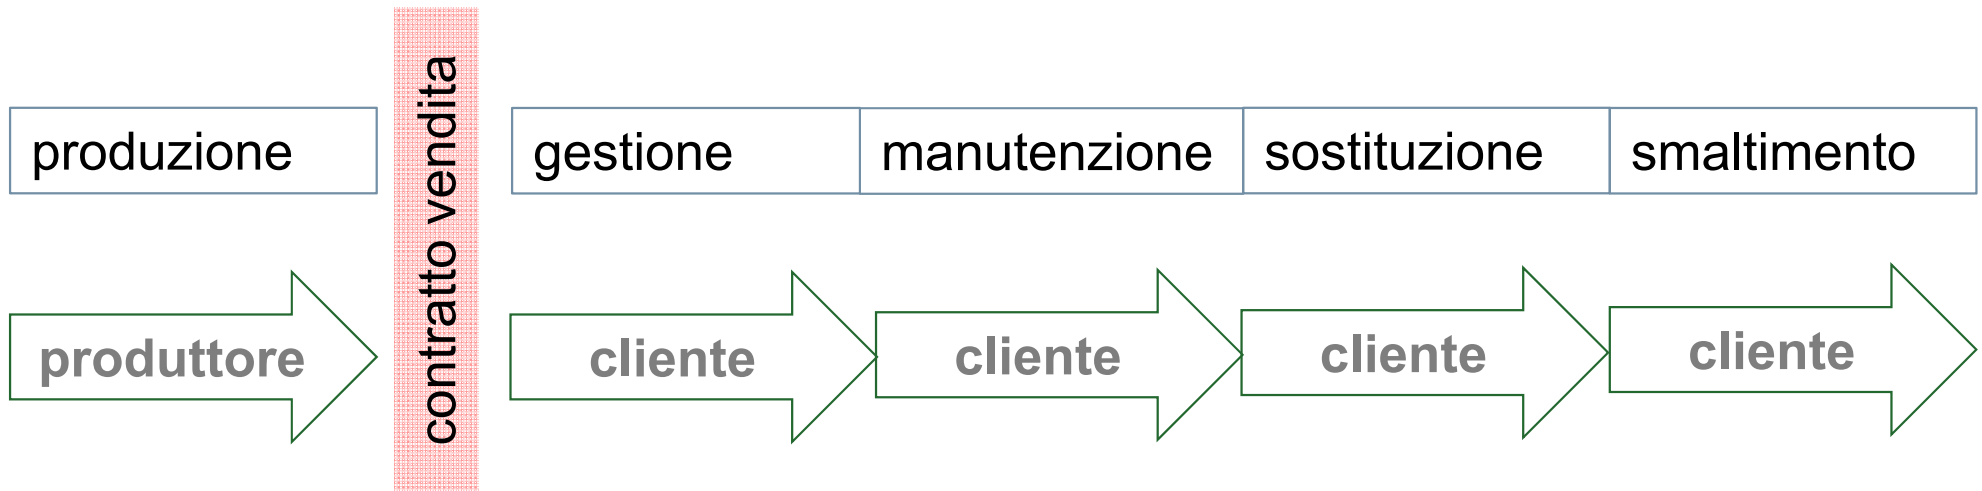 produzione
contratto vendita
gestione
manutenzione
sostituzione
smaltimento
produttore
cliente
cliente
cliente
cliente